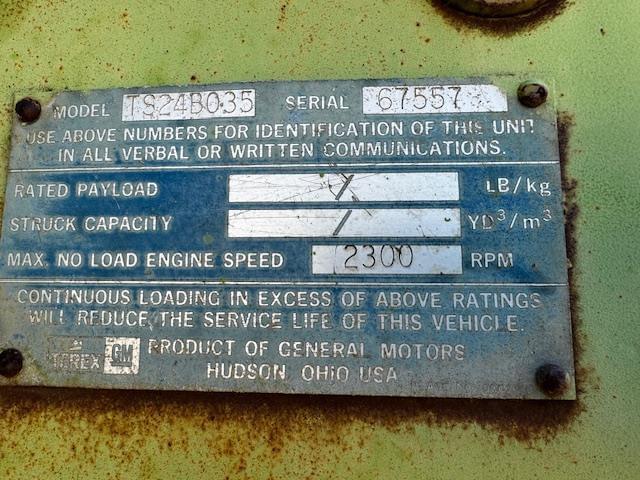 MODEL TS24B035 SERIAL 67557
USE ABOVE NUMBERS FOR IDENTIFICATION OF THIS UNIT
IN ALL VERBAL OR WRITTEN COMMUNICATIONS.
RATED PAYLOAD / LB/kg
STRUCK CAPACITY / YD³/m³
MAX. NO LOAD ENGINE SPEED 2300 RPM
CONTINUOUS LOADING IN EXCESS OF ABOVE RATINGS
WILL REDUCE THE SERVICE LIFE OF THIS VEHICLE.
TEREX GM PRODUCT OF GENERAL MOTORS
HUDSON, OHIO USA